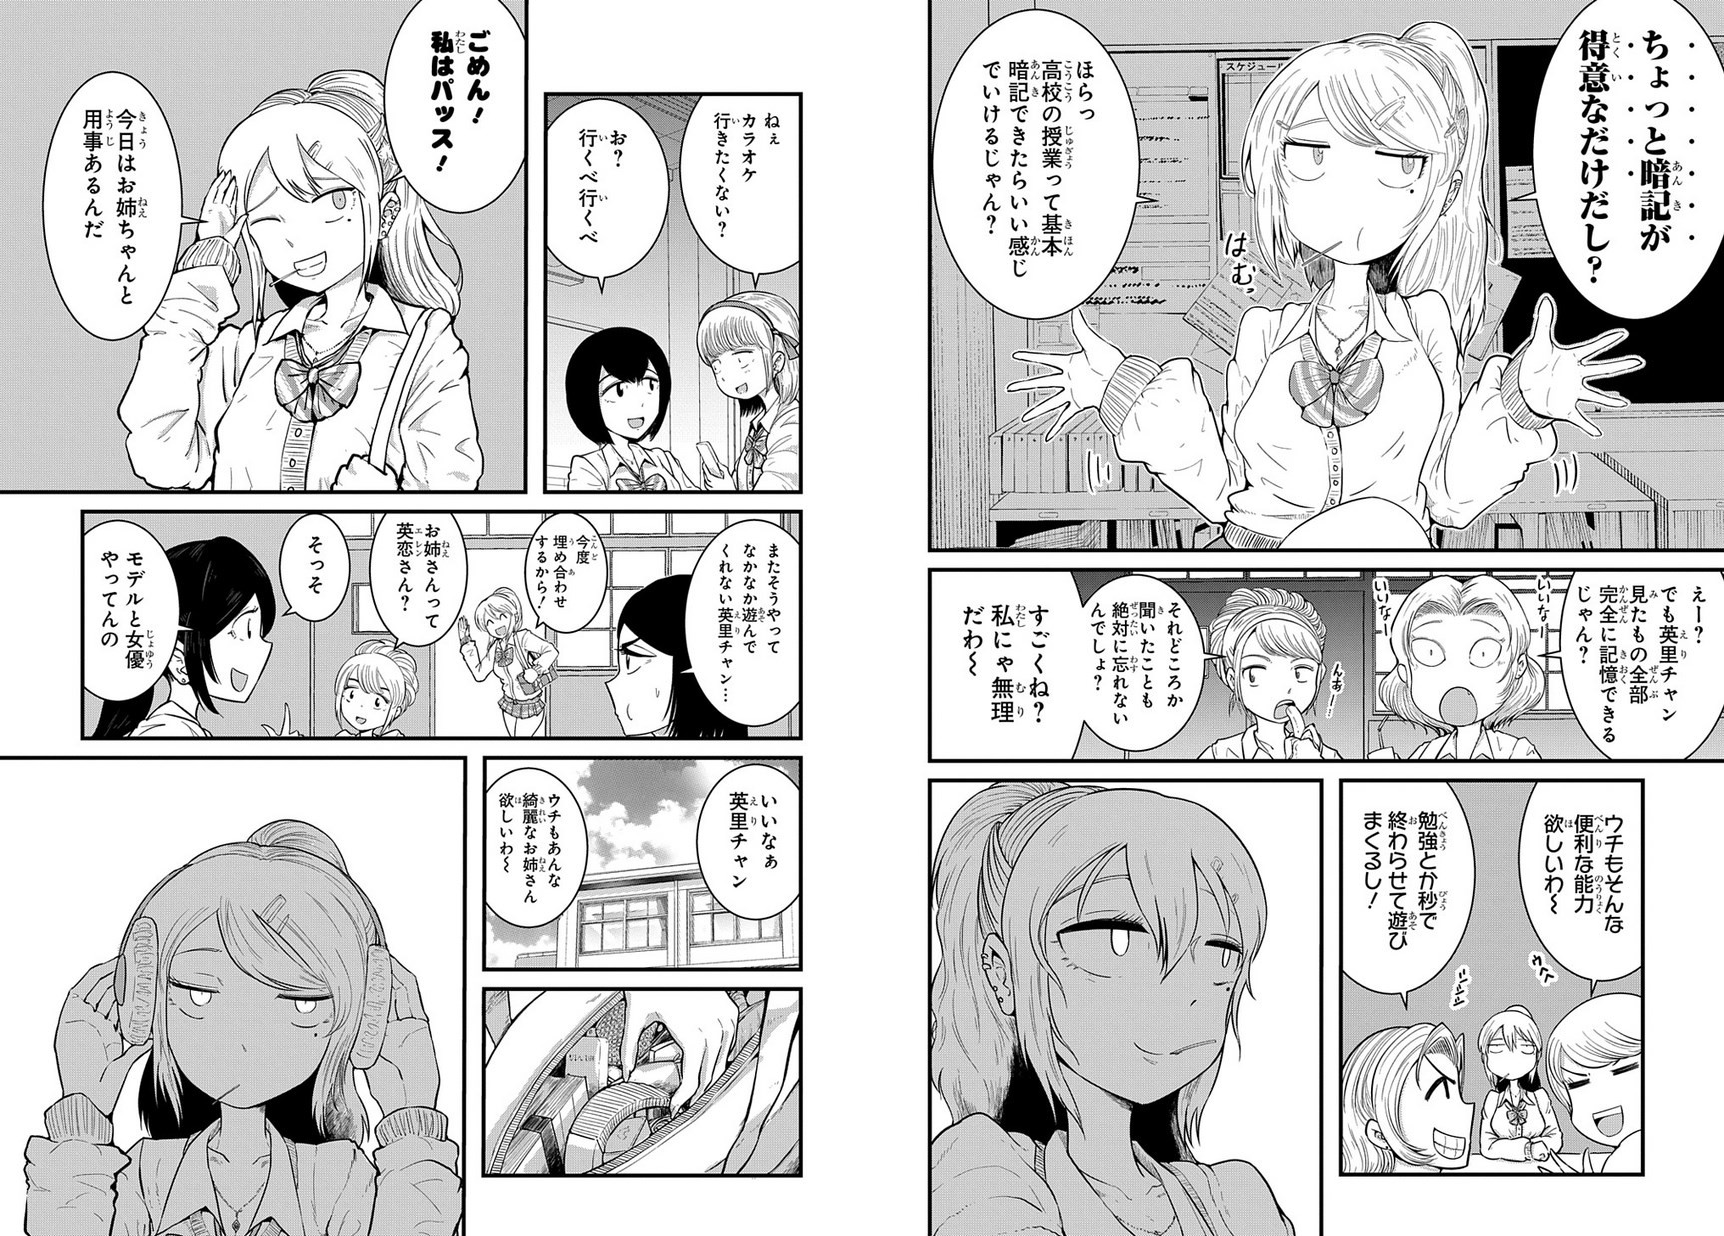 ちょっと暗記が
得意なだけだし？
スケジュール
ほらっ
高校の授業って基本
暗記できたらいい感じ
でいけるじゃん？
はむっ
えー？
でも英里チャン
見たもの全部
完全に記憶できる
じゃん？
いいなー
いいなー
んあ！…
それどころか
聞いたことも
絶対に忘れない
んでしょ？
すごくね？
私にゃ無理
だわ～
ウチもそんな
便利な能力
欲しいわ～
勉強とか秒で
終わらせて遊び
まくるし！
ウヘ
シシシ
ねぇ
カラオケ
行きたくない？
お？
行くべ行くべ
ごめん！
私はパッス！
今日はお姉ちゃんと
用事あるんだ
またそうやって
なかなか遊んで
くれない英里チャン…
今度
埋め合わせ
するから！
お姉さんって
英恋さん？
そっそ
モデルと女優
やってんの
いいなぁ
英里チャン
ウチもあんな
綺麗なお姉さん
欲しいわ～